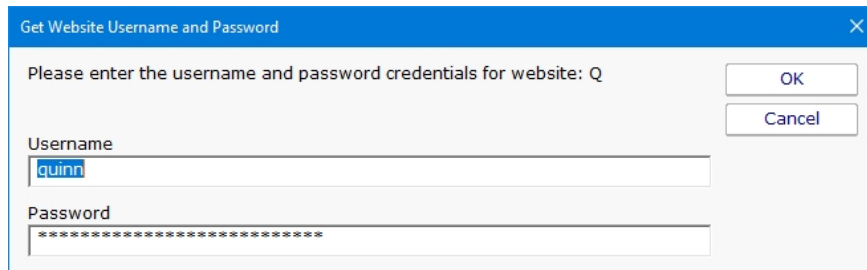 Get Website Username and Password
Please enter the username and password credentials for website: Q
OK
Cancel
Username
quinn
Password
***************************